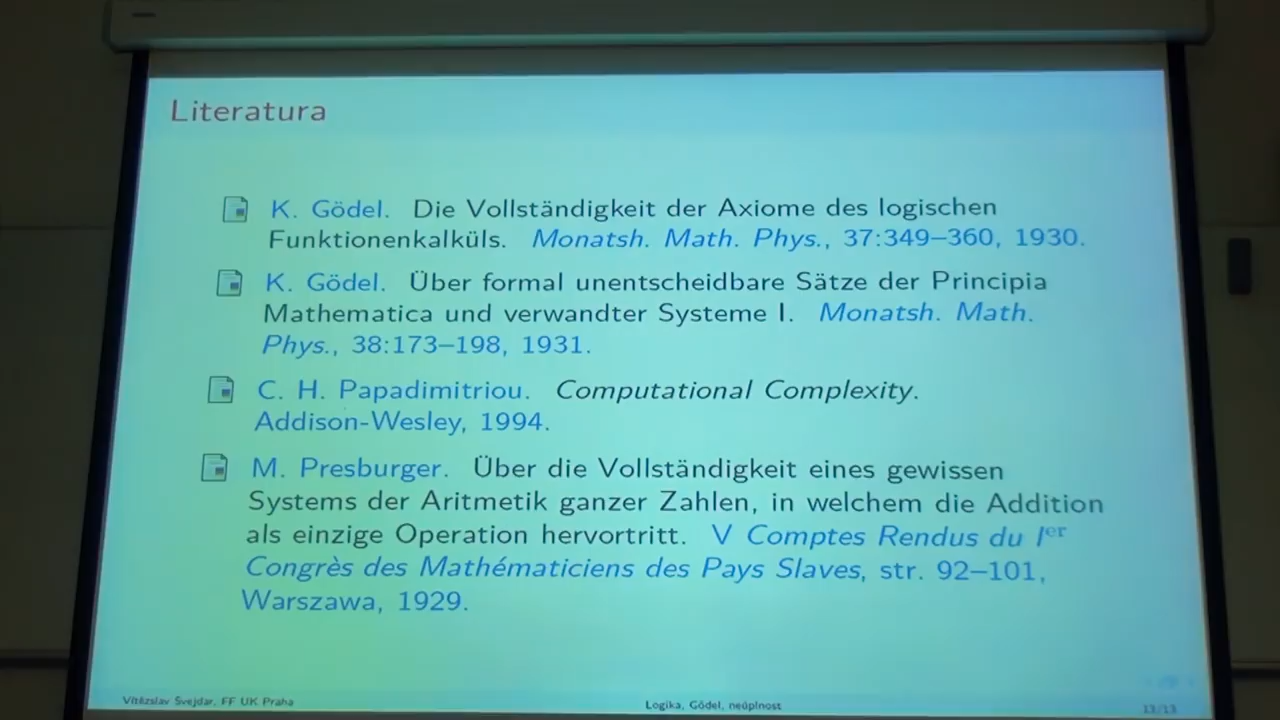 Literatura
K. Gödel. Die Vollständigkeit der Axiome des logischen
Funktionenkalküls. Monatsh. Math. Phys., 37:349–360, 1930.
K. Gödel. Über formal unentscheidbare Sätze der Principia
Mathematica und verwandter Systeme I. Monatsh. Math.
Phys., 38:173–198, 1931.
C. H. Papadimitriou. Computational Complexity.
Addison-Wesley, 1994.
M. Presburger. Über die Vollständigkeit eines gewissen
Systems der Aritmetik ganzer Zahlen, in welchem die Addition
als einzige Operation hervortritt. V Comptes Rendus du Iᵉʳ
Congrès des Mathématiciens des Pays Slaves, str. 92–101,
Warszawa, 1929.
Vítězslav Švejdar, FF UK Praha Logika, Gödel, neúplnost 13/13